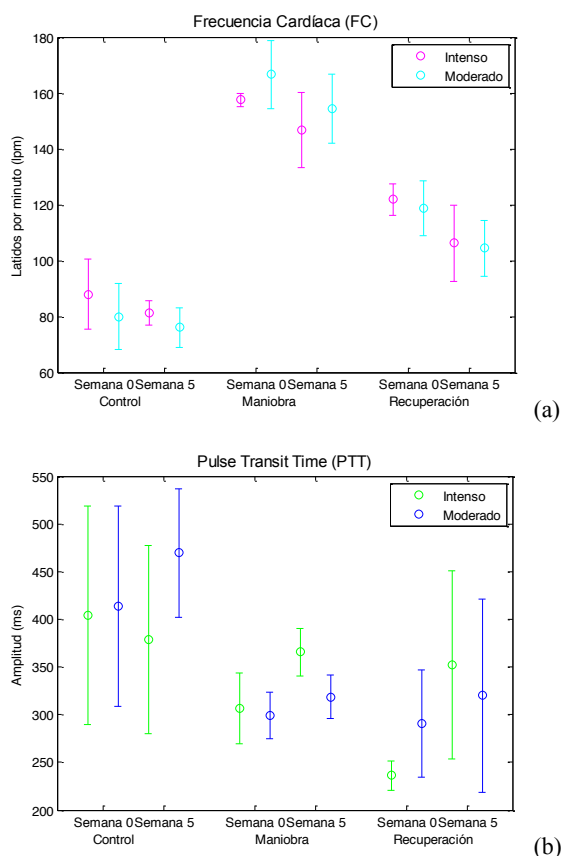 Frecuencia Cardíaca (FC)
180
160
140
120
100
80
60
Latidos por minuto (lpm)
Intenso
Moderado
Semana 0 Semana 5 Semana 0 Semana 5 Semana 0 Semana 5
Control Maniobra Recuperación
(a)
Pulse Transit Time (PTT)
550
500
450
400
350
300
250
200
Amplitud (ms)
Intenso
Moderado
Semana 0 Semana 5 Semana 0 Semana 5 Semana 0 Semana 5
Control Maniobra Recuperación
(b)